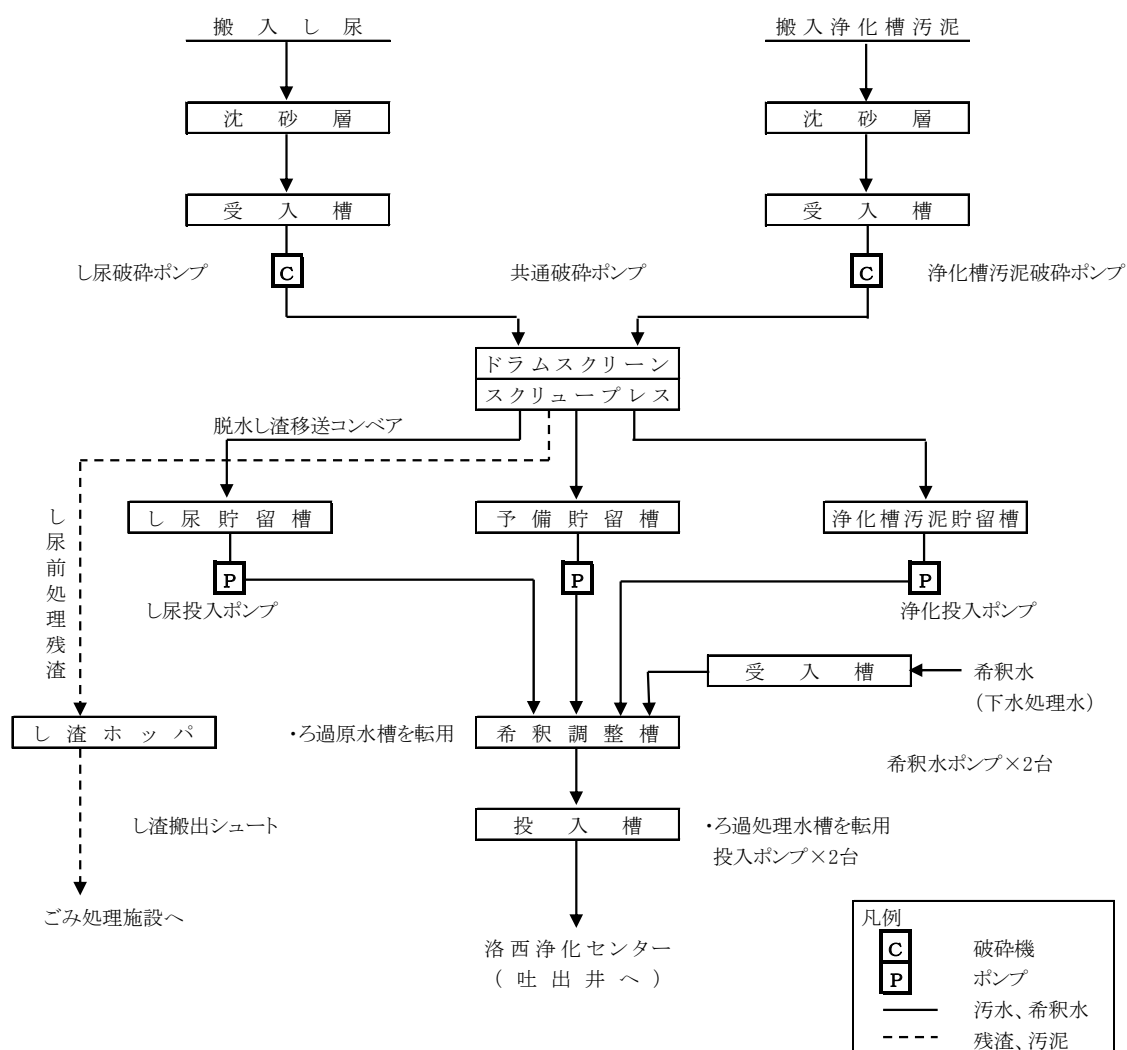 搬入し尿
搬入浄化槽汚泥
沈砂層
沈砂層
受入槽
受入槽
し尿破砕ポンプ
C
共通破砕ポンプ
C
浄化槽汚泥破砕ポンプ
ドラムスクリーン
スクリュープレス
脱水し渣移送コンベア
し尿前処理残渣
し尿貯留槽
予備貯留槽
浄化槽汚泥貯留槽
P
P
P
し尿投入ポンプ
浄化投入ポンプ
受入槽
希釈水
(下水処理水)
し渣ホッパ
・ろ過原水槽を転用
希釈調整槽
希釈水ポンプ×2台
し渣搬出シュート
投入槽
・ろ過処理水槽を転用
投入ポンプ×2台
ごみ処理施設へ
洛西浄化センター
(吐出井へ)
凡例
C 破砕機
P ポンプ
汚水、希釈水
残渣、汚泥